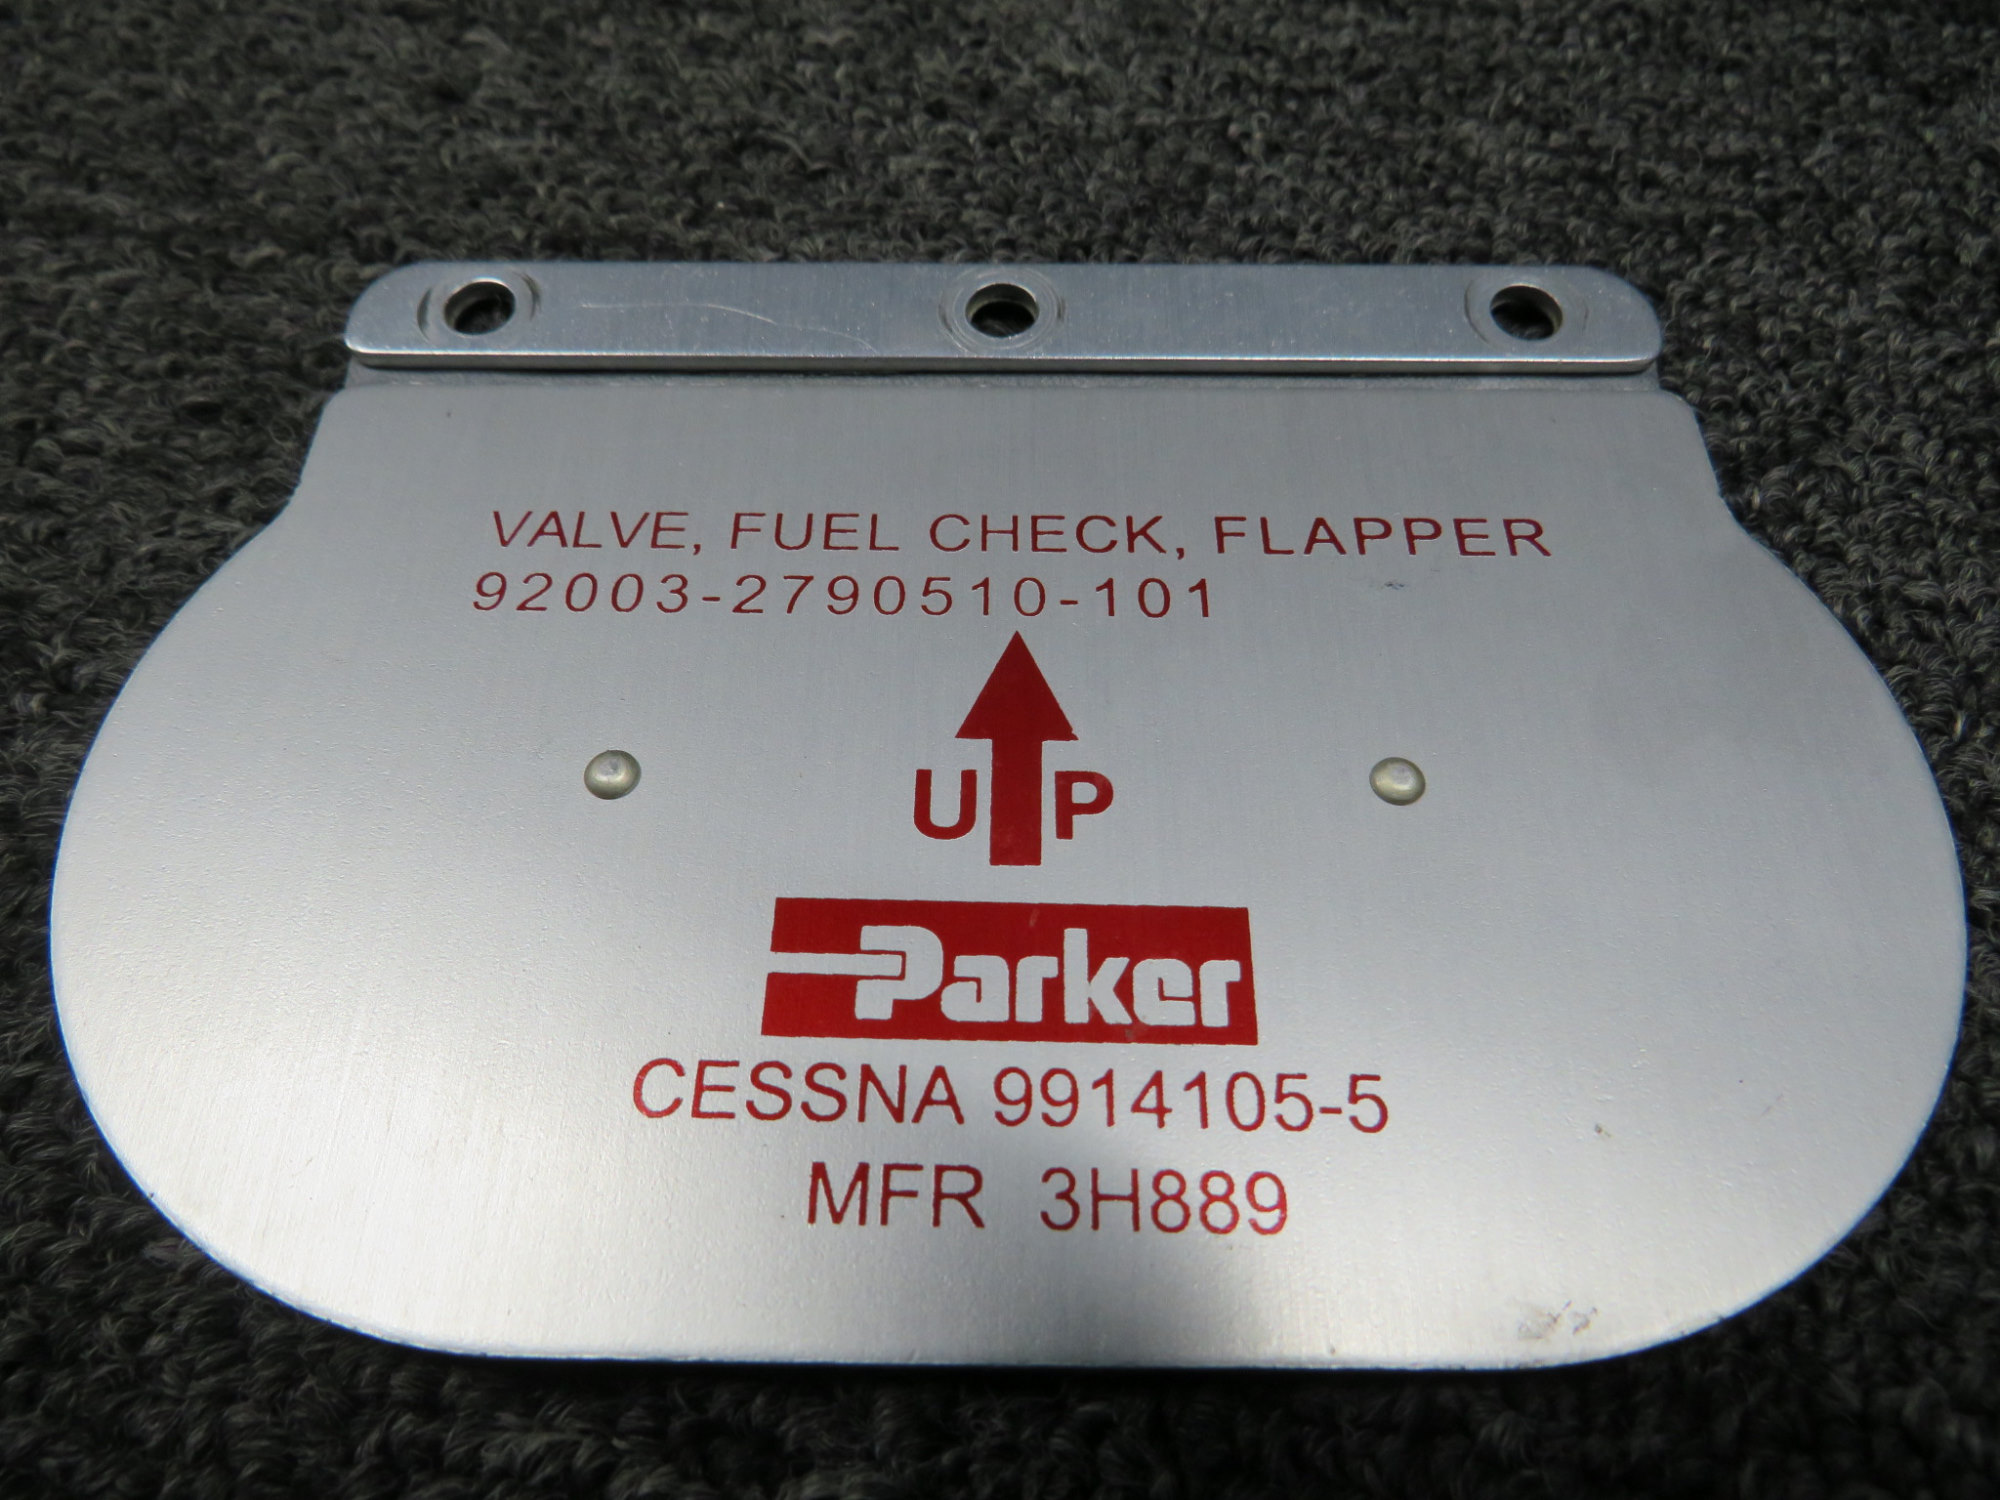 VALVE, FUEL CHECK, FLAPPER
92003-2790510-101
UP
Parker
CESSNA 9914105-5
MFR 3H889